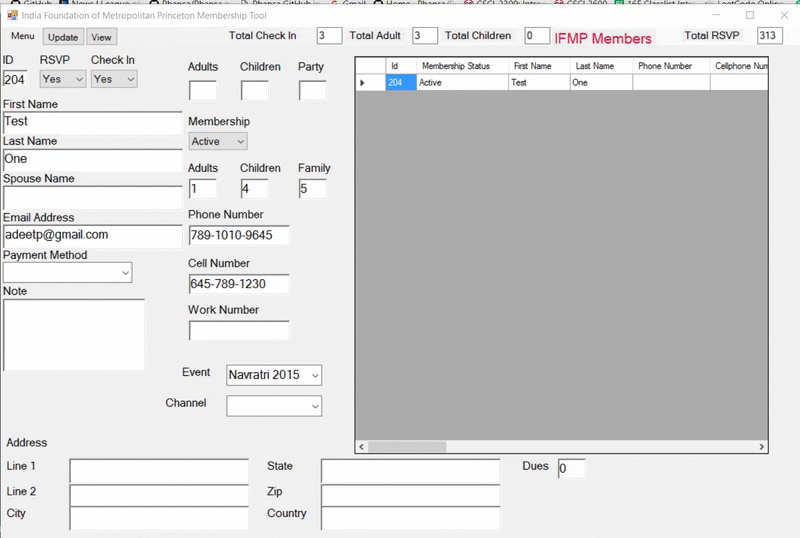 India Foundation of Metropolitan Princeton Membership Tool
Menu Update View Total Check In 3 Total Adult 3 Total Children 0 IFMP Members Total RSVP 313
ID RSVP Check In
204 Yes Yes
Adults Children Party
First Name
Test
Last Name
One
Spouse Name
Email Address
adeetp@gmail.com
Payment Method
Note
Membership
Active
Adults Children Family
1 4 5
Phone Number
789-1010-9645
Cell Number
645-789-1230
Work Number
Event Navratri 2015
Channel
Id Membership Status First Name Last Name Phone Number Cellphone Num
204 Active Test One
Address
Line 1 State Dues 0
Line 2 Zip
City Country